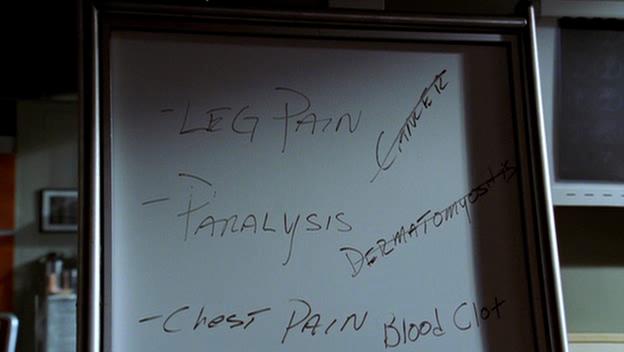 - LEG PAIN
CANCER
- PARALYSIS
DERMATOMYOSITIS
- CHEST PAIN
Blood Clot